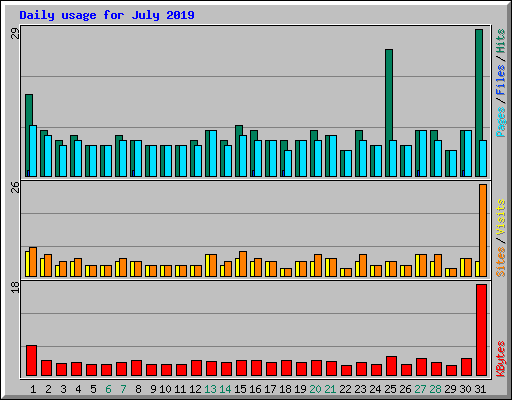 Daily usage for July 2019
29
Pages / Files / Hits
26
Sites / Visits
18
KBytes
1 2 3 4 5 6 7 8 9 10 11 12 13 14 15 16 17 18 19 20 21 22 23 24 25 26 27 28 29 30 31